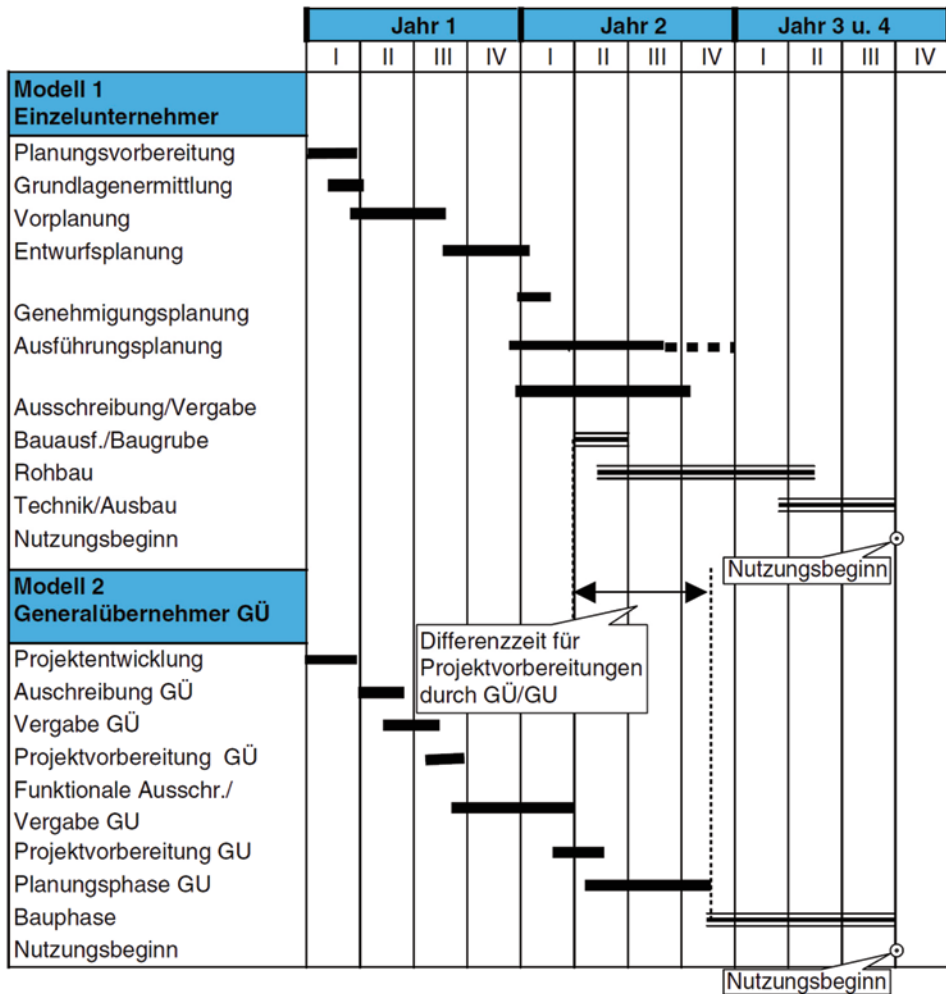 Jahr 1 Jahr 2 Jahr 3 u. 4
I II III IV I II III IV I II III IV
Modell 1
Einzelunternehmer
Planungsvorbereitung
Grundlagenermittlung
Vorplanung
Entwurfsplanung
Genehmigungsplanung
Ausführungsplanung
Ausschreibung/Vergabe
Bauausf./Baugrube
Rohbau
Technik/Ausbau
Nutzungsbeginn
Nutzungsbeginn
Modell 2
Generalübernehmer GÜ
Differenzzeit für
Projektvorbereitungen
durch GÜ/GU
Projektentwicklung
Auschreibung GÜ
Vergabe GÜ
Projektvorbereitung GÜ
Funktionale Ausschr./
Vergabe GU
Projektvorbereitung GU
Planungsphase GU
Bauphase
Nutzungsbeginn
Nutzungsbeginn